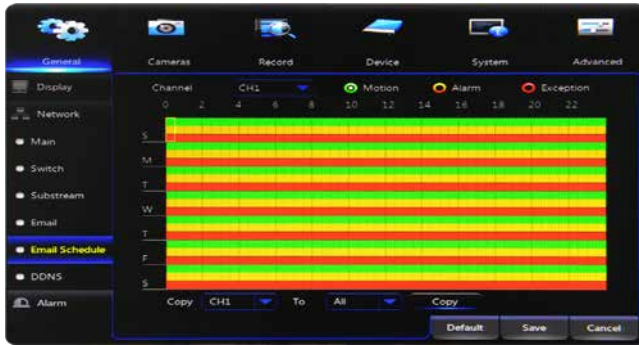 General Cameras Record Device System Advanced
Display
Network
Main
Switch
Substream
Email
Email Schedule
DDNS
Alarm
Channel CH1 Motion Alarm Exception
0 2 4 6 8 10 12 14 16 18 20 22
S
M
T
W
T
F
S
Copy CH1 To All Copy
Default Save Cancel